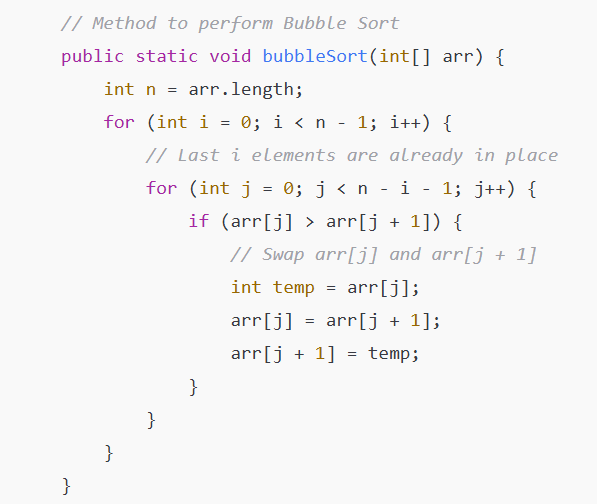 // Method to perform Bubble Sort
public static void bubbleSort(int[] arr) {
    int n = arr.length;
    for (int i = 0; i < n - 1; i++) {
        // Last i elements are already in place
        for (int j = 0; j < n - i - 1; j++) {
            if (arr[j] > arr[j + 1]) {
                // Swap arr[j] and arr[j + 1]
                int temp = arr[j];
                arr[j] = arr[j + 1];
                arr[j + 1] = temp;
            }
        }
    }
}